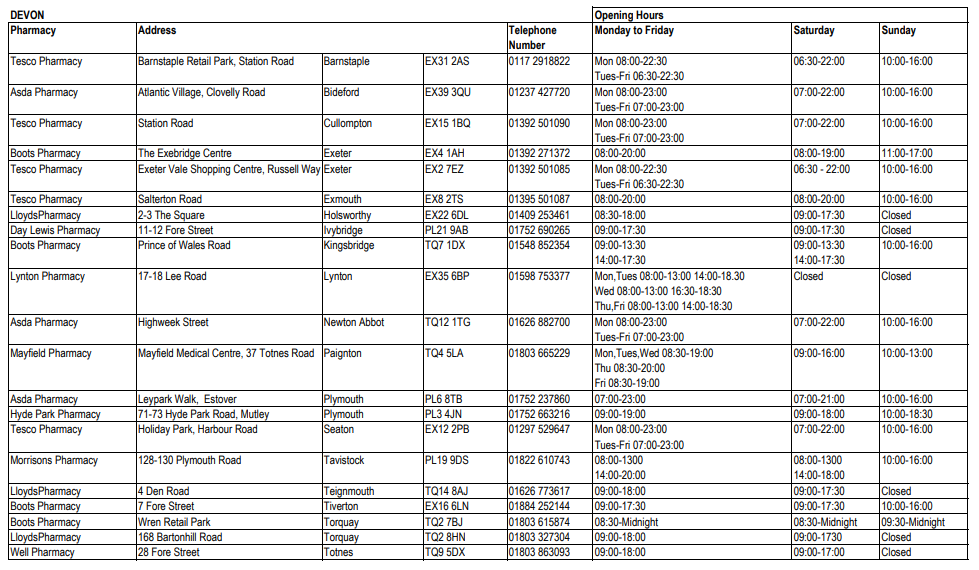 DEVON Opening Hours
Pharmacy Address Telephone Number Monday to Friday Saturday Sunday
Tesco Pharmacy Barnstaple Retail Park, Station Road Barnstaple EX31 2AS 0117 2918822 Mon 08:00-22:30 06:30-22:00 10:00-16:00
Tues-Fri 06:30-22:30
Asda Pharmacy Atlantic Village, Clovelly Road Bideford EX39 3QU 01237 427720 Mon 08:00-23:00 07:00-22:00 10:00-16:00
Tues-Fri 07:00-23:00
Tesco Pharmacy Station Road Cullompton EX15 1BQ 01392 501090 Mon 08:00-23:00 07:00-22:00 10:00-16:00
Tues-Fri 07:00-23:00
Boots Pharmacy The Exebridge Centre Exeter EX4 1AH 01392 271372 08:00-20:00 08:00-19:00 11:00-17:00
Tesco Pharmacy Exeter Vale Shopping Centre, Russell Way Exeter EX2 7EZ 01392 501085 Mon 08:00-22:30 06:30 - 22:00 10:00-16:00
Tues-Fri 06:30-22:30
Tesco Pharmacy Salterton Road Exmouth EX8 2TS 01395 501087 08:00-20:00 08:00-20:00 10:00-16:00
LloydsPharmacy 2-3 The Square Holsworthy EX22 6DL 01409 253461 08:30-18:00 09:00-17:30 Closed
Day Lewis Pharmacy 11-12 Fore Street Ivybridge PL21 9AB 01752 690265 09:00-17:30 09:00-17:30 Closed
Boots Pharmacy Prince of Wales Road Kingsbridge TQ7 1DX 01548 852354 09:00-13:30 09:00-13:30 10:00-16:00
14:00-17:30 14:00-17:30
Lynton Pharmacy 17-18 Lee Road Lynton EX35 6BP 01598 753377 Mon,Tues 08:00-13:00 14:00-18.30 Closed Closed
Wed 08:00-13:00 16:30-18:30
Thu,Fri 08:00-13:00 14:00-18:30
Asda Pharmacy Highweek Street Newton Abbot TQ12 1TG 01626 882700 Mon 08:00-23:00 07:00-22:00 10:00-16:00
Tues-Fri 07:00-23:00
Mayfield Pharmacy Mayfield Medical Centre, 37 Totnes Road Paignton TQ4 5LA 01803 665229 Mon,Tues,Wed 08:30-19:00 09:00-16:00 10:00-13:00
Thu 08:30-20:00
Fri 08:30-19:00
Asda Pharmacy Leypark Walk, Estover Plymouth PL6 8TB 01752 237860 07:00-23:00 07:00-21:00 10:00-16:00
Hyde Park Pharmacy 71-73 Hyde Park Road, Mutley Plymouth PL3 4JN 01752 663216 09:00-19:00 09:00-18:00 10:00-18:30
Tesco Pharmacy Holiday Park, Harbour Road Seaton EX12 2PB 01297 529647 Mon 08:00-23:00 07:00-22:00 10:00-16:00
Tues-Fri 07:00-23:00
Morrisons Pharmacy 128-130 Plymouth Road Tavistock PL19 9DS 01822 610743 08:00-1300 08:00-1300 10:00-16:00
14:00-20:00 14:00-18:00
LloydsPharmacy 4 Den Road Teignmouth TQ14 8AJ 01626 773617 09:00-18:00 09:00-17:30 Closed
Boots Pharmacy 7 Fore Street Tiverton EX16 6LN 01884 252144 09:00-17:30 09:00-17:30 10:00-16:00
Boots Pharmacy Wren Retail Park Torquay TQ2 7BJ 01803 615874 08:30-Midnight 08:30-Midnight 09:30-Midnight
LloydsPharmacy 168 Bartonhill Road Torquay TQ2 8HN 01803 327304 09:00-18:00 09:00-1730 Closed
Well Pharmacy 28 Fore Street Totnes TQ9 5DX 01803 863093 09:00-18:00 09:00-17:00 Closed